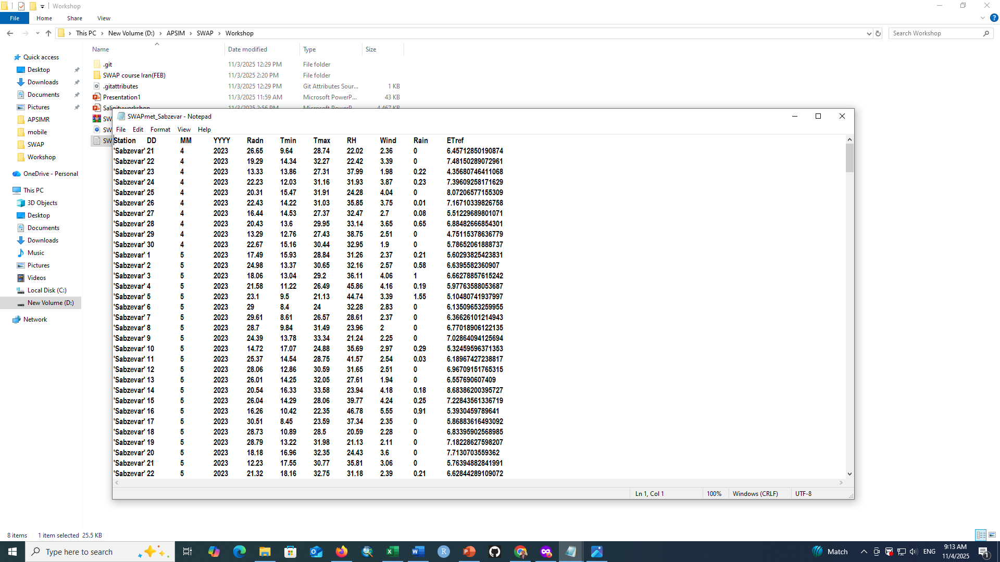 Workshop
File Home Share View
This PC New Volume (D:) APSIM SWAP Workshop
Search Workshop
Name Date modified Type Size
Quick access
Desktop
Downloads
Documents
Pictures
APSIMR
mobile
SWAP
Workshop
OneDrive - Personal
This PC
3D Objects
Desktop
Documents
Downloads
Music
Pictures
Videos
Local Disk (C:)
New Volume (D:)
Network
.git 11/3/2025 12:29 PM File folder
SWAP course Iran(FEB) 11/3/2025 2:20 PM File folder
.gitattributes 11/3/2025 12:29 PM Git Attributes Sour... 1 KB
Presentation1 11/3/2025 11:59 AM Microsoft PowerP... 43 KB
Salinityworkshop 11/3/2025 2:56 PM Microsoft PowerP... 4,467 KB
SW
SW
SW
SWAPmet_Sabzevar - Notepad
File Edit Format View Help
Station DD MM YYYY Radn Tmin Tmax RH Wind Rain ETref
'Sabzevar' 21 4 2023 26.65 9.64 28.74 22.02 2.36 0 6.45712850190874
'Sabzevar' 22 4 2023 19.29 14.34 32.27 22.42 3.39 0 7.48150289072961
'Sabzevar' 23 4 2023 13.33 13.86 27.31 37.99 1.98 0.22 4.35680746411068
'Sabzevar' 24 4 2023 22.23 12.03 31.16 31.93 3.87 0.23 7.39609258171629
'Sabzevar' 25 4 2023 20.31 15.47 31.91 24.28 4.04 0 8.07206577155309
'Sabzevar' 26 4 2023 22.43 14.22 31.03 35.85 3.75 0.01 7.16710339826758
'Sabzevar' 27 4 2023 16.44 14.53 27.37 32.47 2.7 0.08 5.51229689801071
'Sabzevar' 28 4 2023 20.43 13.6 29.95 33.14 3.65 0.65 6.88482666854301
'Sabzevar' 29 4 2023 13.29 12.76 27.43 38.75 2.51 0 4.75115378636779
'Sabzevar' 30 4 2023 22.67 15.16 30.44 32.95 1.9 0 5.78652061888737
'Sabzevar' 1 5 2023 17.49 15.93 28.84 31.26 2.37 0.21 5.60293825423831
'Sabzevar' 2 5 2023 24.98 13.37 30.65 32.16 2.57 0.58 6.6395582360907
'Sabzevar' 3 5 2023 18.06 13.04 29.2 36.11 4.06 1 6.66278857615242
'Sabzevar' 4 5 2023 21.58 11.22 26.49 45.86 4.16 0.19 5.97763588053687
'Sabzevar' 5 5 2023 23.1 9.5 21.13 44.74 3.39 1.55 5.10480741937997
'Sabzevar' 6 5 2023 29 8.4 24 32.28 2.83 0 6.13509653259955
'Sabzevar' 7 5 2023 29.61 8.61 26.57 28.61 2.37 0 6.36626101214943
'Sabzevar' 8 5 2023 28.7 9.84 31.49 23.96 2 0 6.77018906122135
'Sabzevar' 9 5 2023 24.39 13.78 33.34 21.24 2.25 0 7.02864094125694
'Sabzevar' 10 5 2023 14.72 17.07 24.88 35.69 2.97 0.29 5.32459596371353
'Sabzevar' 11 5 2023 25.37 14.54 28.75 41.57 2.54 0.03 6.18967427238817
'Sabzevar' 12 5 2023 28.06 12.86 30.59 31.65 2.51 0 6.96709151765315
'Sabzevar' 13 5 2023 26.01 14.25 32.05 27.61 1.94 0 6.557690607409
'Sabzevar' 14 5 2023 20.54 16.33 33.58 23.94 4.18 0.18 8.68386200395727
'Sabzevar' 15 5 2023 26.04 14.29 28.06 39.77 4.24 0.25 7.22843561336719
'Sabzevar' 16 5 2023 16.26 10.42 22.35 46.78 5.55 0.91 5.3930459789641
'Sabzevar' 17 5 2023 30.51 8.45 23.59 37.34 2.35 0 5.86883616493092
'Sabzevar' 18 5 2023 28.73 10.89 28.5 20.59 2.28 0 6.83395902568985
'Sabzevar' 19 5 2023 28.79 13.22 31.98 21.13 2.11 0 7.18228627598207
'Sabzevar' 20 5 2023 18.18 16.96 32.35 24.43 3.6 0 7.7130703559362
'Sabzevar' 21 5 2023 12.23 17.55 30.77 35.81 3.06 0 5.76394882841991
'Sabzevar' 22 5 2023 21.32 18.16 32.75 31.18 2.39 0.21 6.62844289109072
Ln 1, Col 1 100% Windows (CRLF) UTF-8
8 items 1 item selected 25.5 KB
Type here to search
Match
ENG
9:13 AM
11/4/2025
1